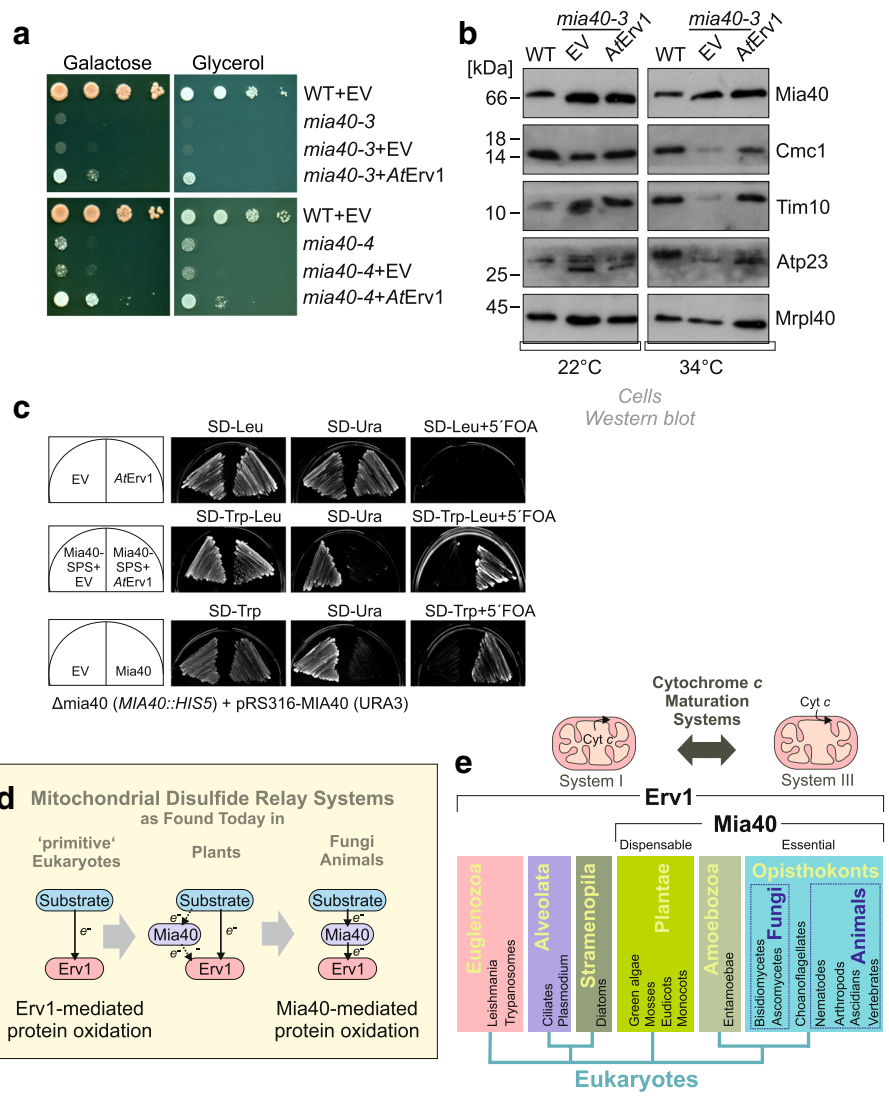 a
Galactose Glycerol
WT+EV
mia40-3
mia40-3+EV
mia40-3+AtErv1
WT+EV
mia40-4
mia40-4+EV
mia40-4+AtErv1
b
mia40-3 mia40-3
WT EV AtErv1 WT EV AtErv1
[kDa]
66 Mia40
18
14 Cmc1
10 Tim10
25 Atp23
45 Mrpl40
22°C 34°C
Cells
Western blot
c
SD-Leu SD-Ura SD-Leu+5´FOA
EV AtErv1
SD-Trp-Leu SD-Ura SD-Trp-Leu+5´FOA
Mia40- Mia40-
SPS+ SPS+
EV AtErv1
SD-Trp SD-Ura SD-Trp+5´FOA
EV Mia40
Δmia40 (MIA40::HIS5) + pRS316-MIA40 (URA3)
d
Mitochondrial Disulfide Relay Systems
as Found Today in
‘primitive‘
Eukaryotes
Plants
Fungi
Animals
Substrate Substrate Substrate
e- e- e- e-
Mia40 Mia40
e- - e-
Erv1 Erv1 Erv1
Erv1-mediated
protein oxidation
Mia40-mediated
protein oxidation
e
Cytochrome c
Maturation
Systems
Cyt c
System I
Cyt c
System III
Erv1
Mia40
Dispensable Essential
Euglenozoa
Leishmania
Trypanosomes
Alveolata
Ciliates
Plasmodium
Stramenopila
Diatoms
Plantae
Green algae
Mosses
Eudicots
Monocots
Amoebozoa
Entamoebae
Opisthokonts
Fungi
Bisidiomycetes
Ascomycetes
Choanoflagellates
Animals
Nematodes
Arthropods
Ascidians
Vertebrates
Eukaryotes